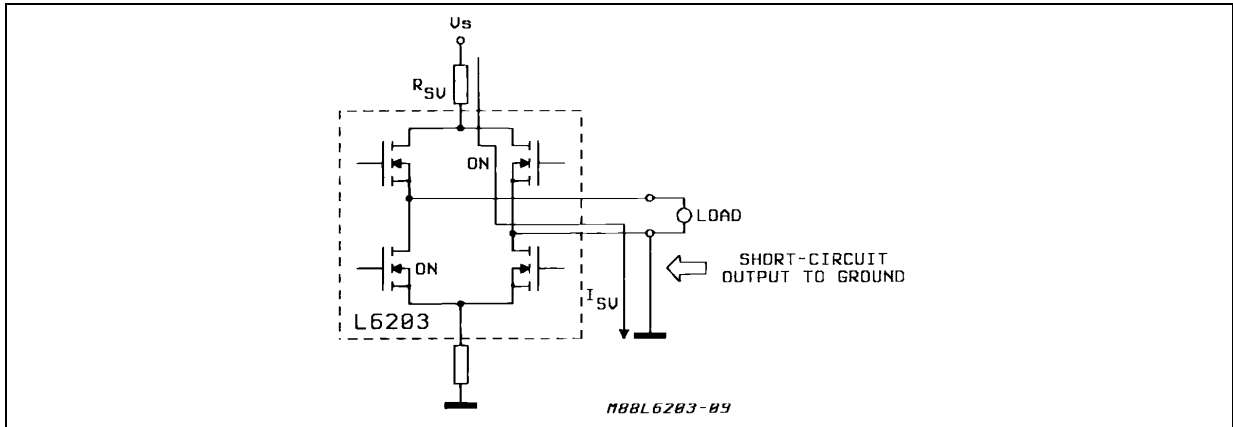 Vs
RSV
ON
LOAD
ON
SHORT-CIRCUIT
OUTPUT TO GROUND
ISV
L6203
M88L6203-09